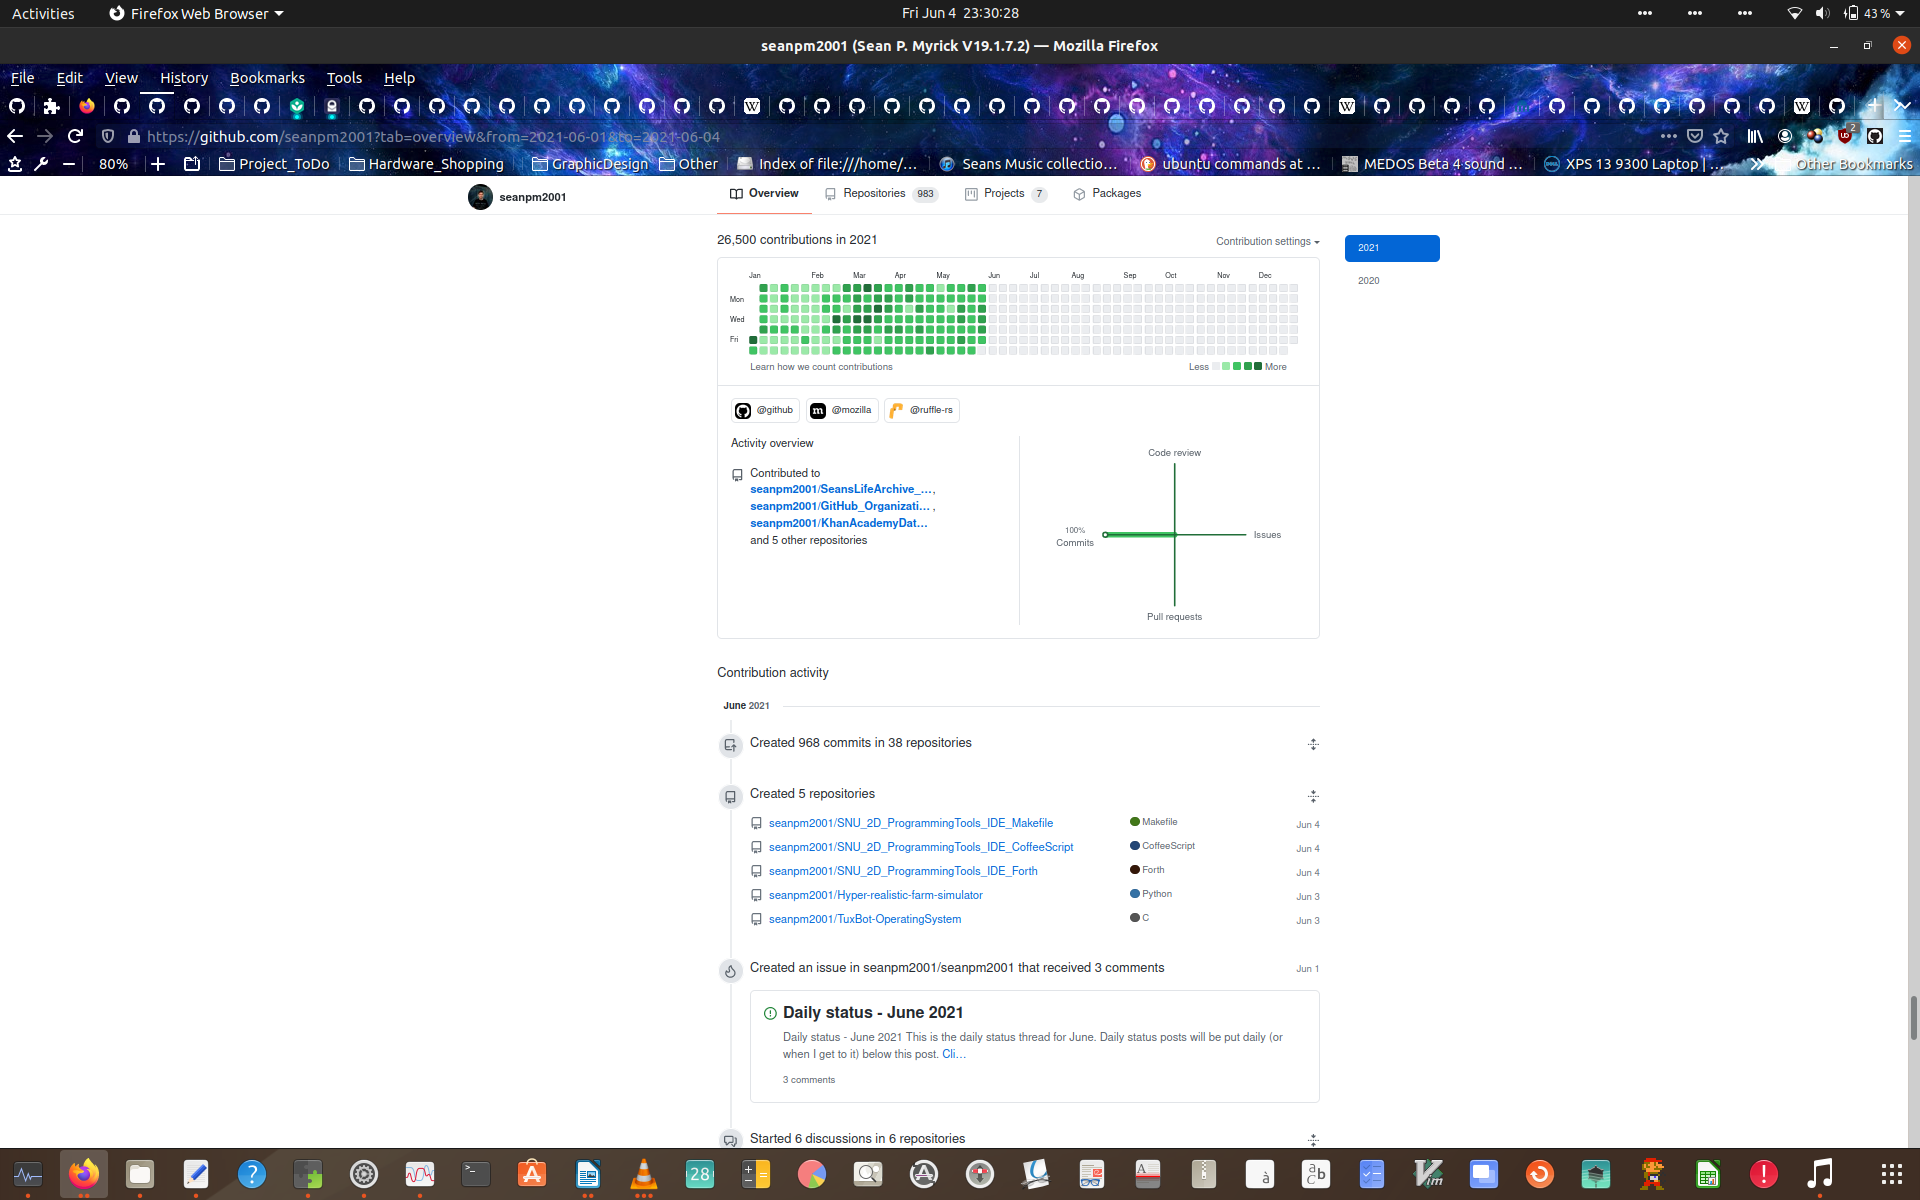 Activities
Firefox Web Browser
Fri Jun 4 23:30:28
43 %
seanpm2001 (Sean P. Myrick V19.1.7.2) — Mozilla Firefox
File Edit View History Bookmarks Tools Help
https://github.com/seanpm2001?tab=overview&from=2021-06-01&to=2021-06-04
2
80%
Project_ToDo
Hardware_Shopping
GraphicDesign
Other
Index of file:///home/…
Seans Music collectio…
ubuntu commands at …
MEDOS Beta 4 sound …
XPS 13 9300 Laptop | …
Other Bookmarks
seanpm2001
Overview
Repositories 983
Projects 7
Packages
26,500 contributions in 2021
Contribution settings
2021
2020
Jan Feb Mar Apr May Jun Jul Aug Sep Oct Nov Dec
Mon
Wed
Fri
Learn how we count contributions
Less More
@github
@mozilla
@ruffle-rs
Activity overview
Contributed to
seanpm2001/SeansLifeArchive_… ,
seanpm2001/GitHub_Organizati… ,
seanpm2001/KhanAcademyDat…
and 5 other repositories
Code review
100%
Commits
Issues
Pull requests
Contribution activity
June 2021
Created 968 commits in 38 repositories
Created 5 repositories
seanpm2001/SNU_2D_ProgrammingTools_IDE_Makefile Makefile Jun 4
seanpm2001/SNU_2D_ProgrammingTools_IDE_CoffeeScript CoffeeScript Jun 4
seanpm2001/SNU_2D_ProgrammingTools_IDE_Forth Forth Jun 4
seanpm2001/Hyper-realistic-farm-simulator Python Jun 3
seanpm2001/TuxBot-OperatingSystem C Jun 3
Created an issue in seanpm2001/seanpm2001 that received 3 comments Jun 1
Daily status - June 2021
Daily status - June 2021 This is the daily status thread for June. Daily status posts will be put daily (or
when I get to it) below this post. Cli…
3 comments
Started 6 discussions in 6 repositories
28